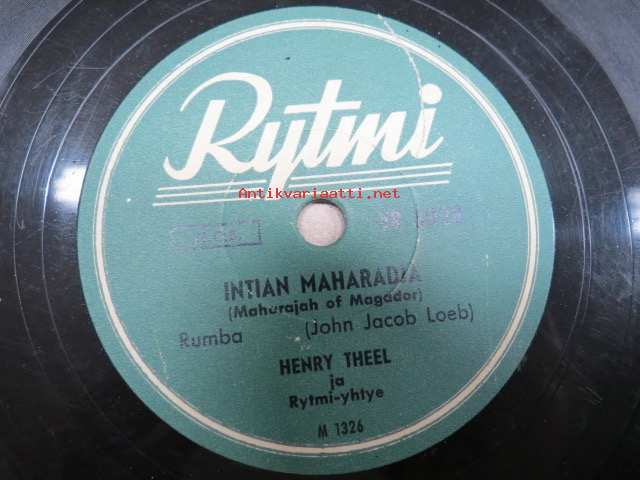 Rytmi
Antikvariaatti.net
INTIAN MAHARADJA
(Maharajah of Magador)
Rumba (John Jacob Loeb)
HENRY THEEL
ja
Rytmi-yhtye
M 1326